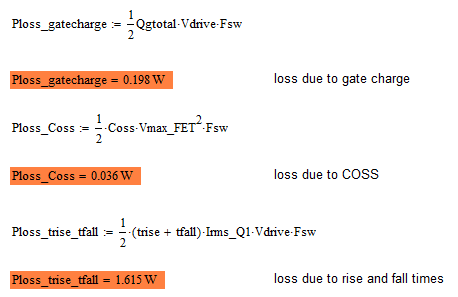 Ploss_gatecharge := 1/2 Qgtotal·Vdrive·Fsw
Ploss_gatecharge = 0.198 W loss due to gate charge
Ploss_Coss := 1/2·Coss·Vmax_FET²·Fsw
Ploss_Coss = 0.036 W loss due to COSS
Ploss_trise_tfall := 1/2·(trise + tfall)·Irms_Q1·Vdrive·Fsw
Ploss_trise_tfall = 1.615 W loss due to rise and fall times